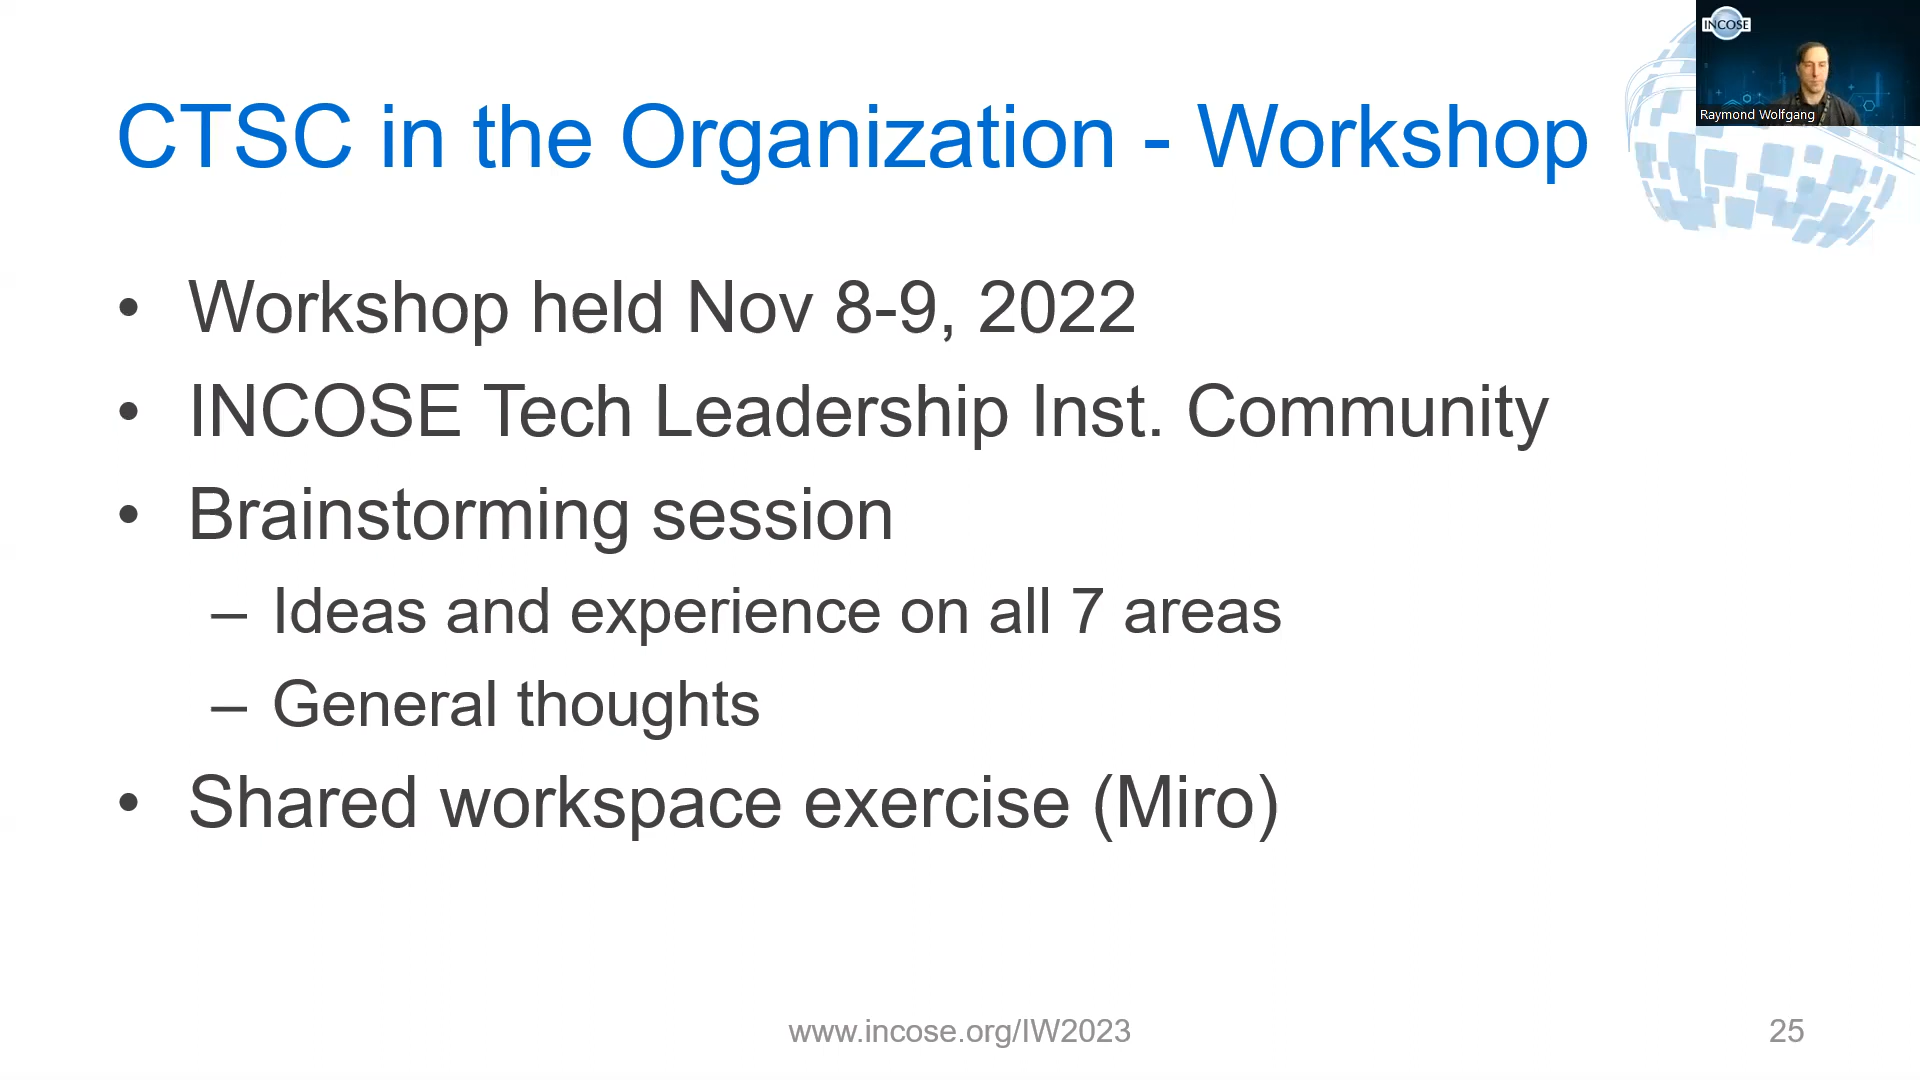 INCOSE
Raymond Wolfgang
CTSC in the Organization - Workshop
• Workshop held Nov 8-9, 2022
• INCOSE Tech Leadership Inst. Community
• Brainstorming session
– Ideas and experience on all 7 areas
– General thoughts
• Shared workspace exercise (Miro)
www.incose.org/IW2023
25